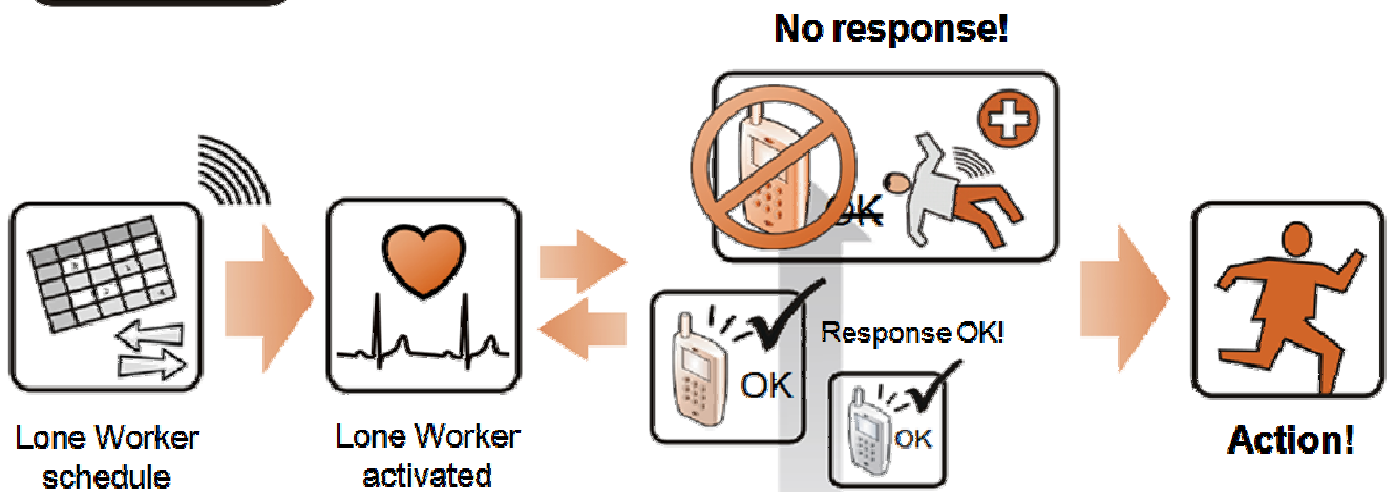 No response!
OK
Response OK!
OK
OK
Lone Worker
schedule
Lone Worker
activated
Action!